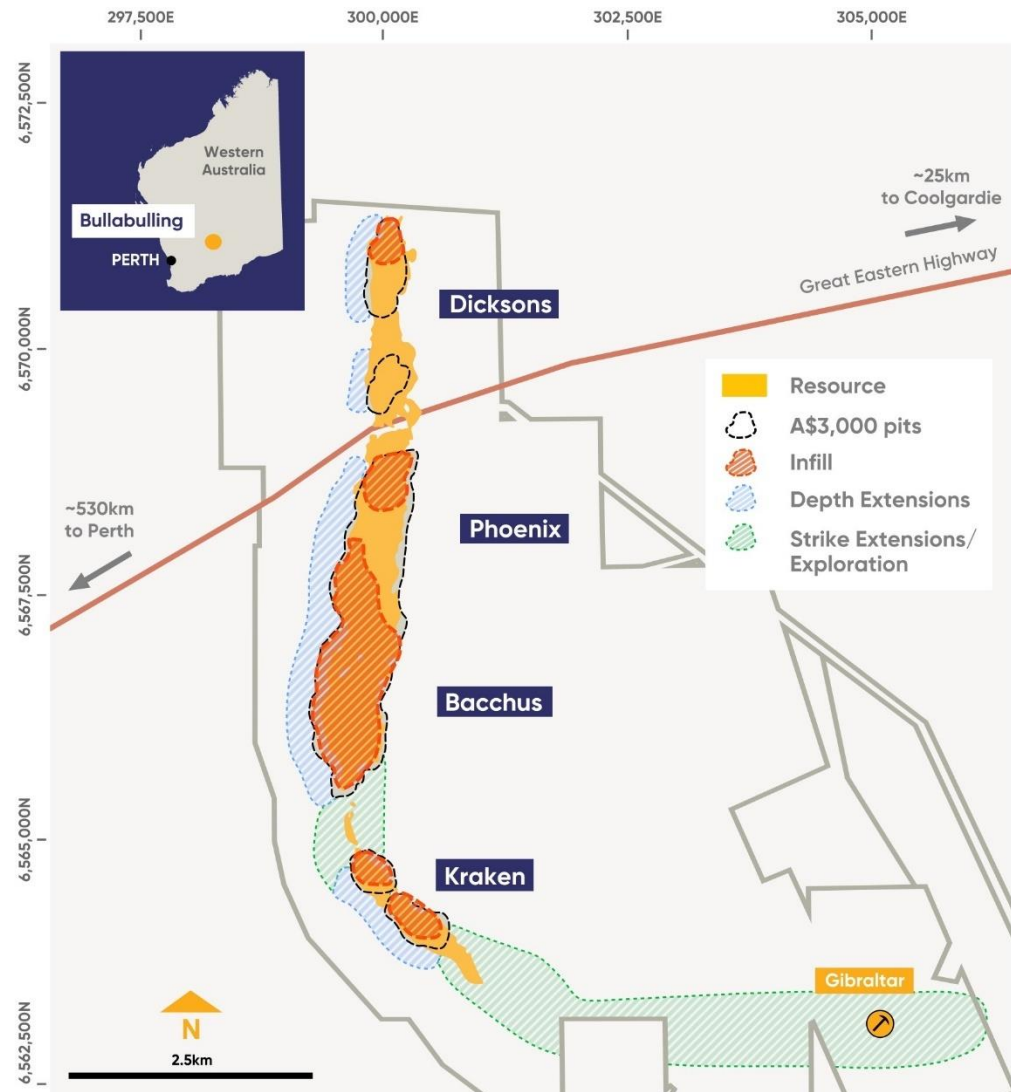 297,500E
300,000E
302,500E
305,000E
6,572,500N
6,570,000N
6,567,500N
6,565,000N
6,562,500N
Western
Australia
Bullabulling
PERTH
~25km
to Coolgardie
Great Eastern Highway
Dicksons
Resource
A$3,000 pits
Infill
Depth Extensions
Strike Extensions/
Exploration
~530km
to Perth
Phoenix
Bacchus
Kraken
Gibraltar
N
2.5km